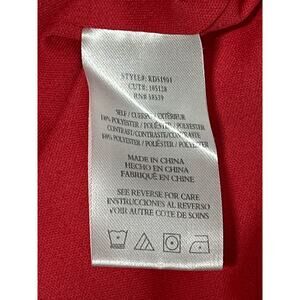 STYLE#: RD51904
CUT#: 105128
RN# 58539
SELF / CUERPO / EXTÉRIEUR
100% POLYESTER / POLIÉSTER / POLYESTER
CONTRAST/CONTRASTE/CONTRASTE
100% POLYESTER / POLIÉSTER / POLYESTER
MADE IN CHINA
HECHO EN CHINA
FABRIQUÉ EN CHINE
SEE REVERSE FOR CARE
INSTRUCCIONES AL REVERSO
VOIR AUTRE COTE DE SOINS